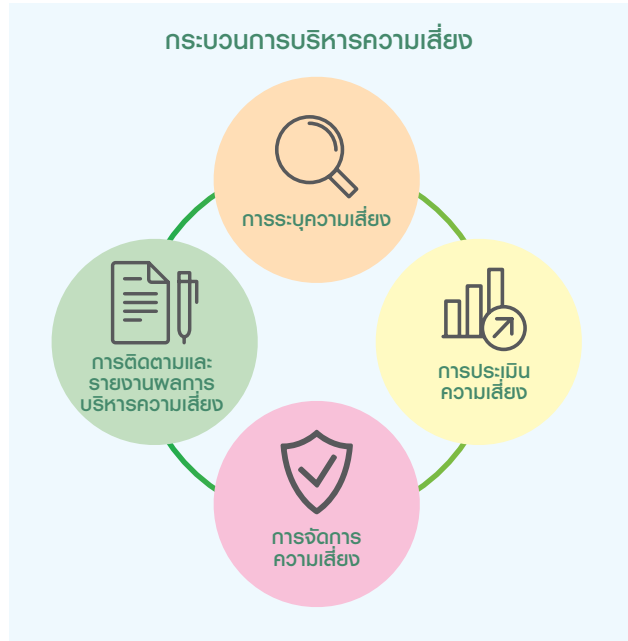 กระบวนการบริหารความเสี่ยง
การระบุความเสี่ยง
การประเมิน
ความเสี่ยง
การจัดการ
ความเสี่ยง
การติดตามและ
รายงานผลการ
บริหารความเสี่ยง